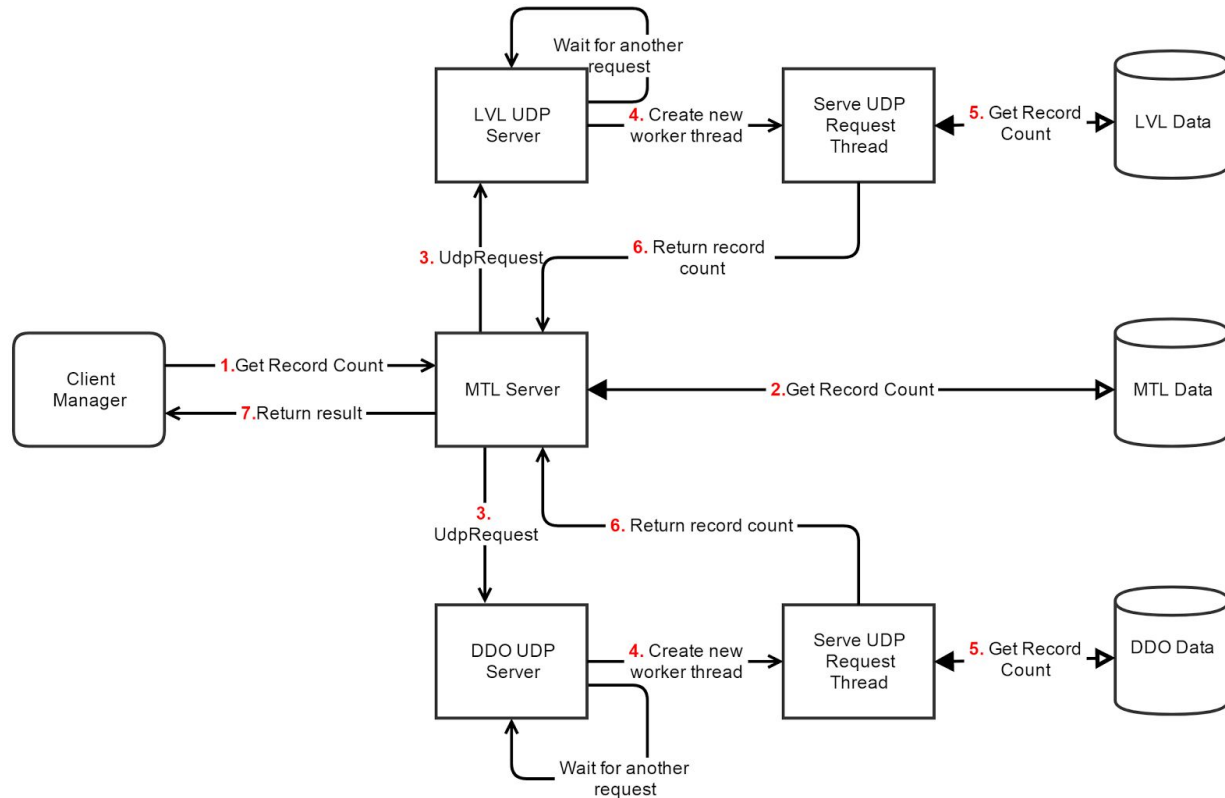 Wait for another
request
LVL UDP
Server
4. Create new
worker thread
Serve UDP
Request
Thread
5. Get Record
Count
LVL Data
3. UdpRequest
6. Return record
count
Client
Manager
1.Get Record Count
7.Return result
MTL Server
2.Get Record Count
MTL Data
3.
UdpRequest
6. Return record count
DDO UDP
Server
4. Create new
worker thread
Serve UDP
Request
Thread
5. Get Record
Count
DDO Data
Wait for another
request